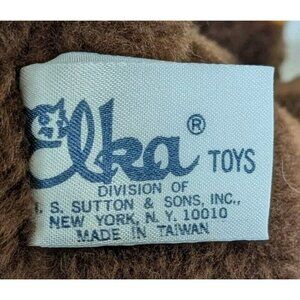 Elka® TOYS
DIVISION OF
. S. SUTTON & SONS, INC.,
NEW YORK, N. Y. 10010
MADE IN TAIWAN